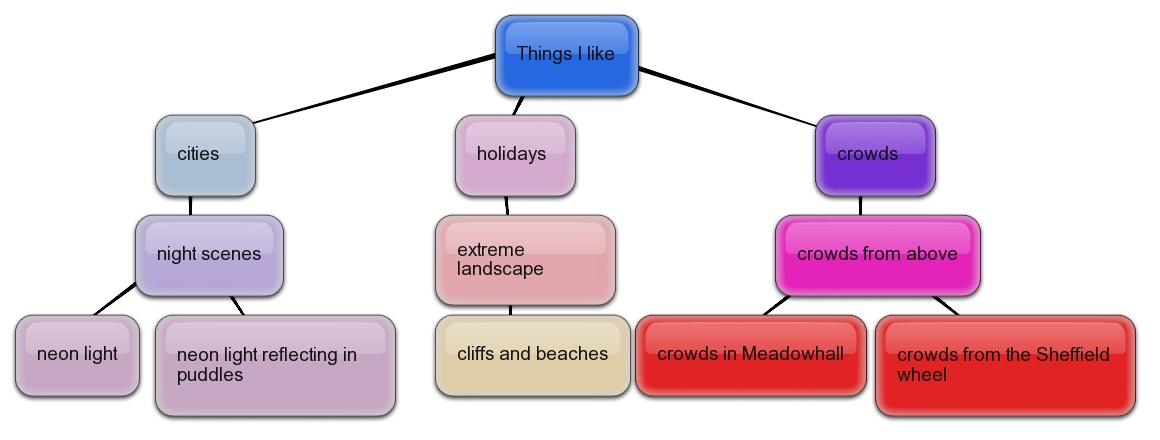 Things I like
cities
holidays
crowds
night scenes
extreme
landscape
crowds from above
neon light
neon light reflecting in
puddles
cliffs and beaches
crowds in Meadowhall
crowds from the Sheffield
wheel